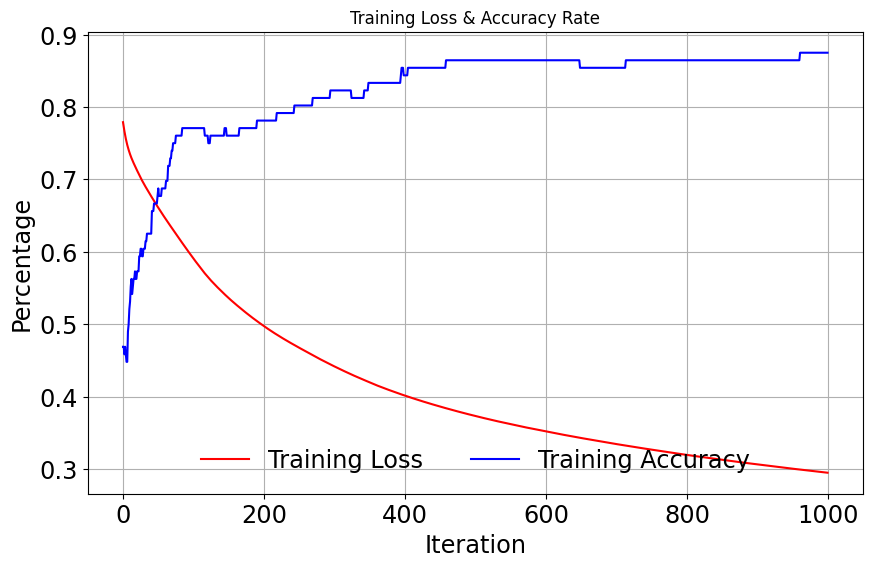 Training Loss & Accuracy Rate
0.9
0.8
0.7
0.6
0.5
0.4
0.3
Percentage
Training Loss Training Accuracy
0 200 400 600 800 1000
Iteration